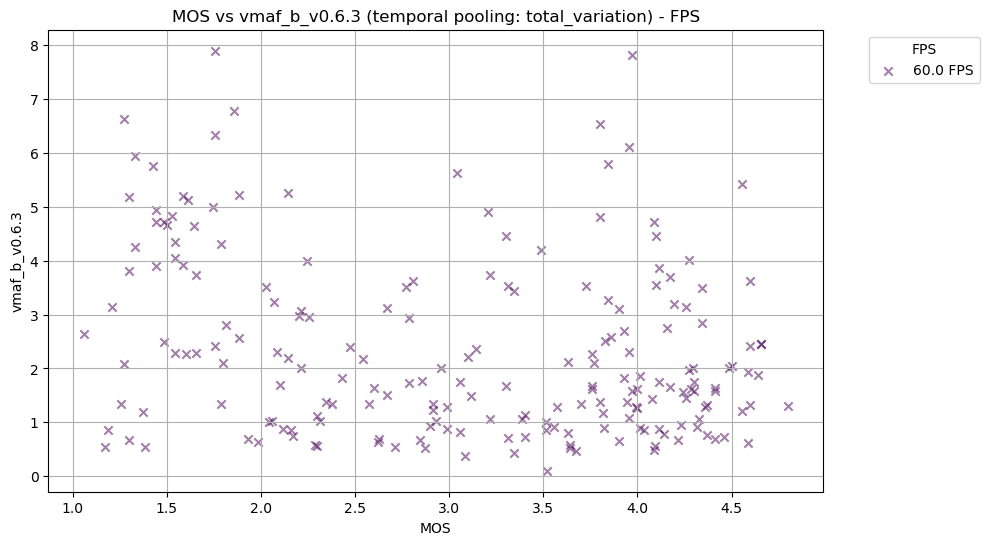 MOS vs vmaf_b_v0.6.3 (temporal pooling: total_variation) - FPS
FPS
60.0 FPS
vmaf_b_v0.6.3
8
7
6
5
4
3
2
1
0
1.0 1.5 2.0 2.5 3.0 3.5 4.0 4.5
MOS